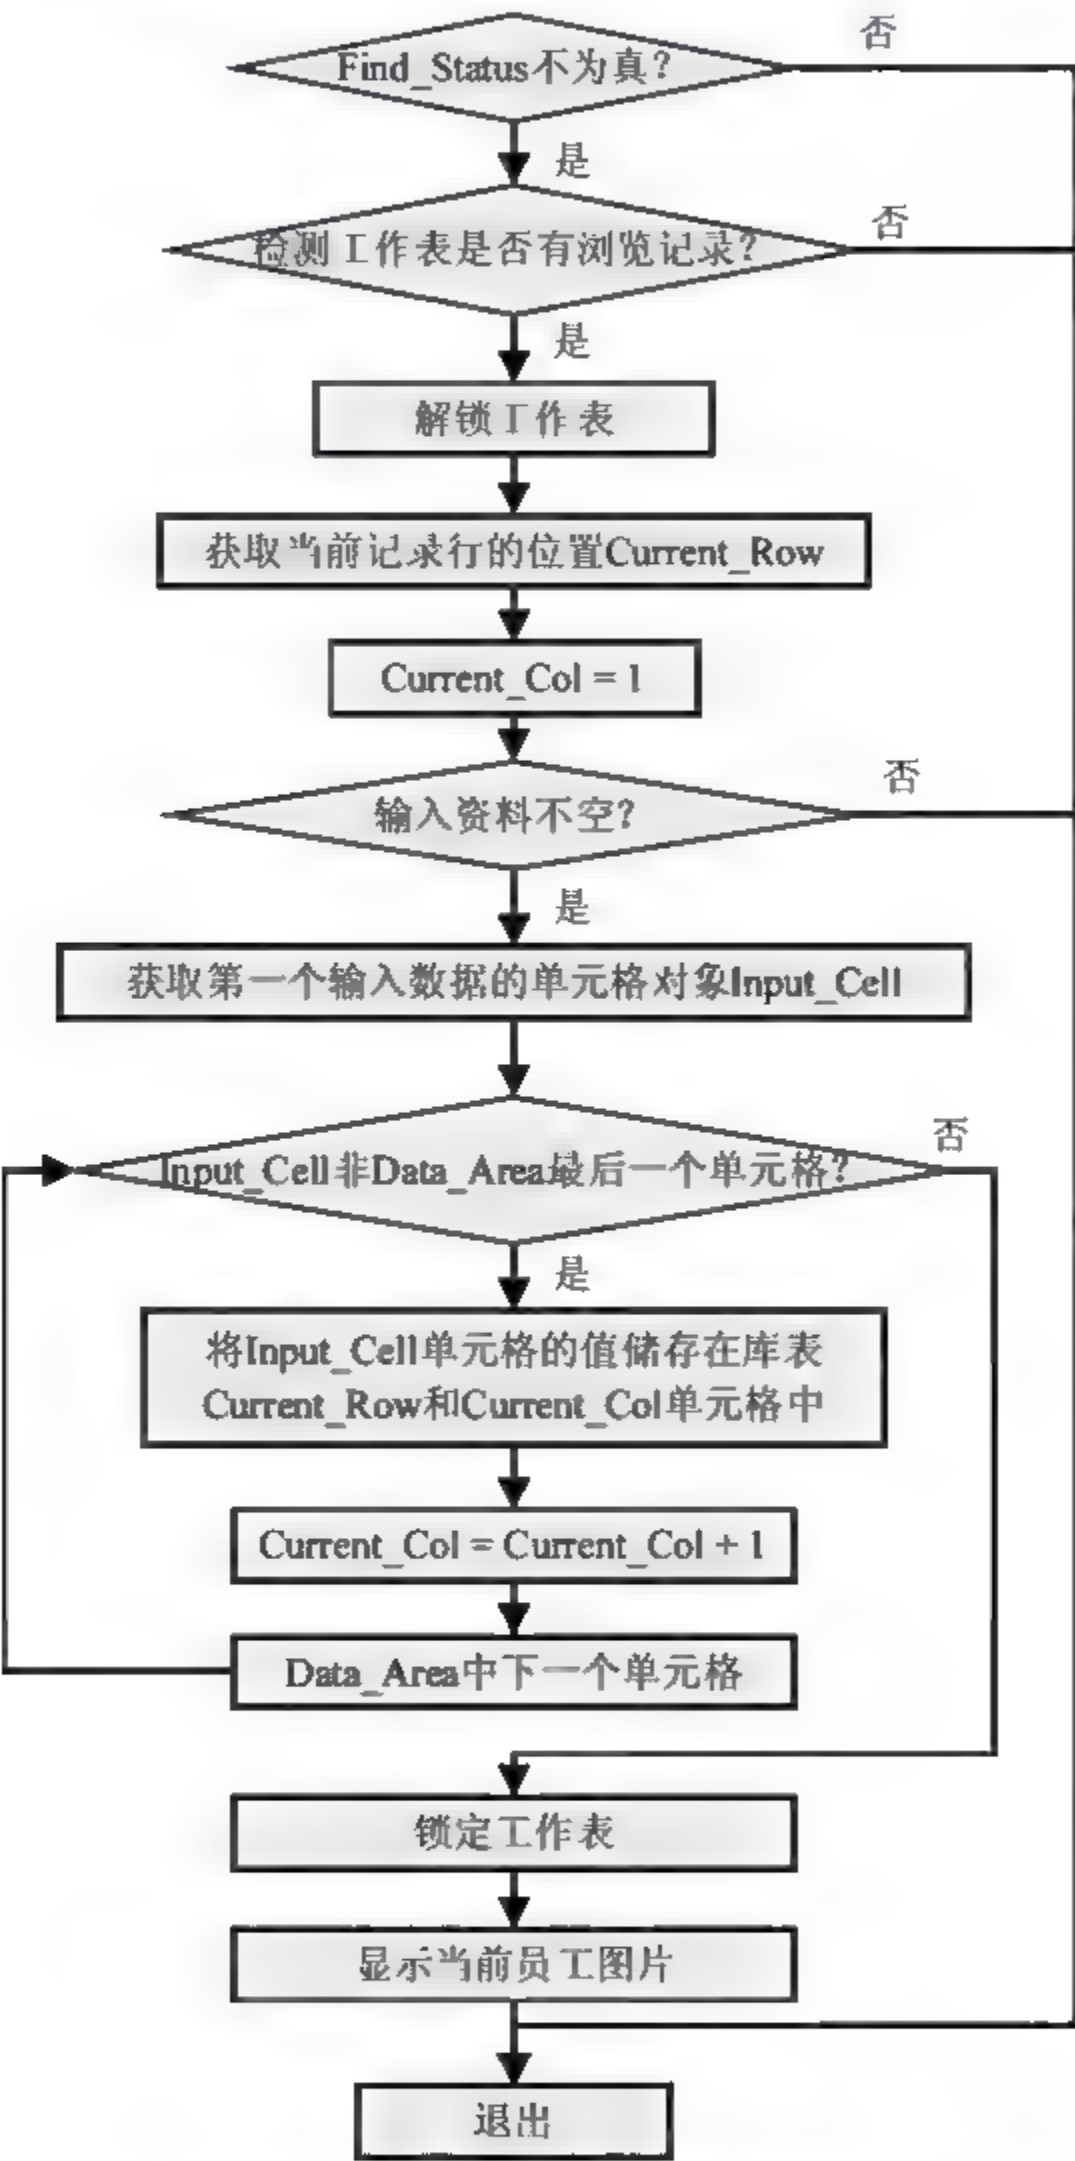 Find_Status不为真?
否
是
检测工作表是否有浏览记录?
否
是
解锁工作表
获取当前记录行的位置Current_Row
Current_Col = 1
输入资料不空?
否
是
获取第一个输入数据的单元格对象Input_Cell
Input_Cell非Data_Area最后一个单元格?
否
是
将Input_Cell单元格的值储存在库表
Current_Row和Current_Col单元格中
Current_Col = Current_Col + 1
Data_Area中下一个单元格
锁定工作表
显示当前员工图片
退出